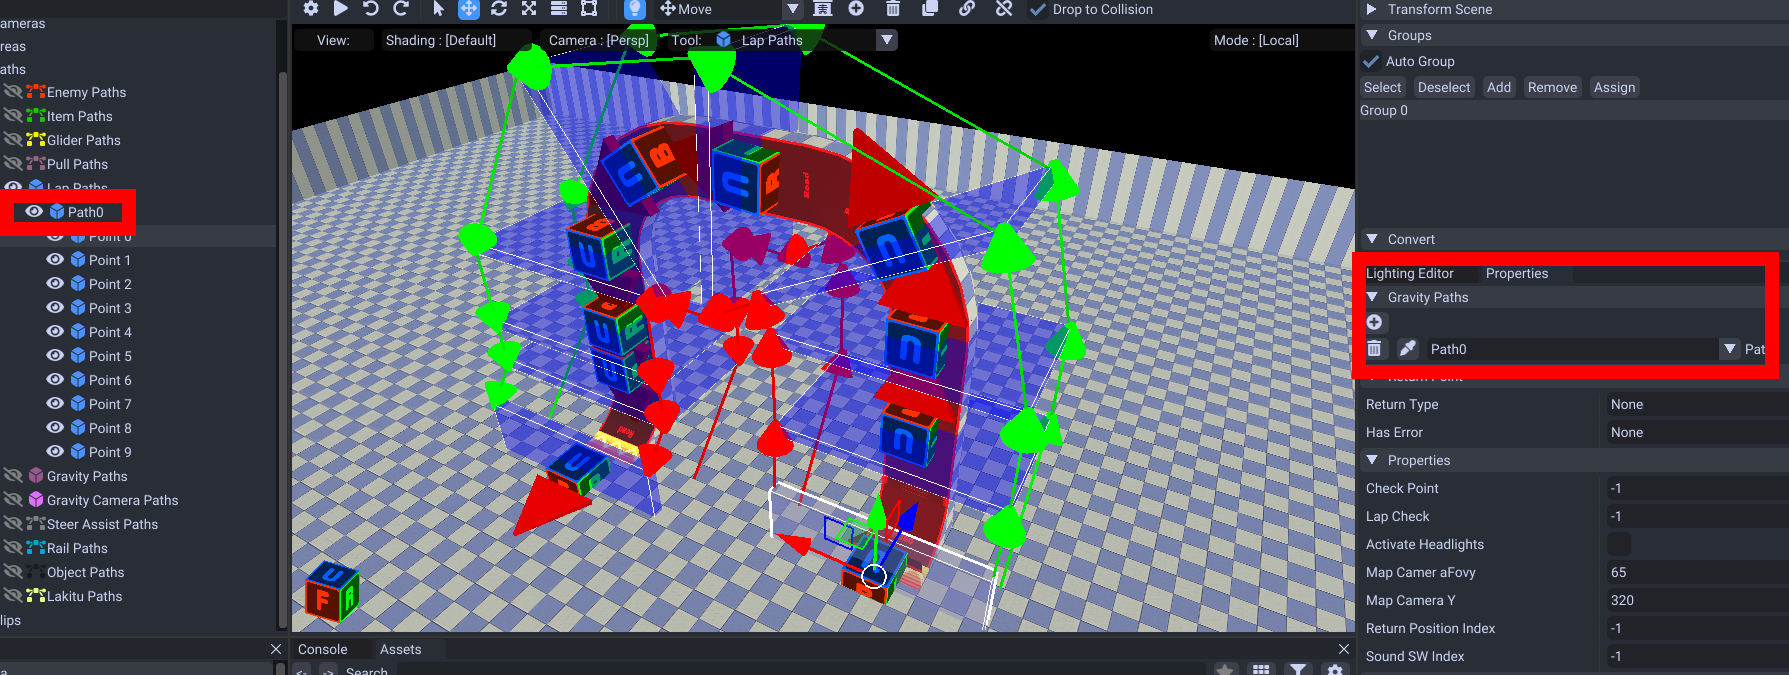 Move
Drop to Collision
View:
Shading : [Default]
Camera : [Persp]
Tool:
Lap Paths
Mode : [Local]
ameras
reas
aths
Enemy Paths
Item Paths
Glider Paths
Pull Paths
Lap Paths
Path0
Point 0
Point 1
Point 2
Point 3
Point 4
Point 5
Point 6
Point 7
Point 8
Point 9
Gravity Paths
Gravity Camera Paths
Steer Assist Paths
Rail Paths
Object Paths
Lakitu Paths
lips
U
B
U
R
Road
U
B
U
R
U
U
U
U
Road
U
F
R
Console
Assets
<-
->
Search
Transform Scene
Groups
Auto Group
Select
Deselect
Add
Remove
Assign
Group 0
Convert
Lighting Editor
Properties
Gravity Paths
Path0
Pat
Return Point
Return Type
None
Has Error
None
Properties
Check Point
-1
Lap Check
-1
Activate Headlights
Map Camer aFovy
65
Map Camera Y
320
Return Position Index
-1
Sound SW Index
-1